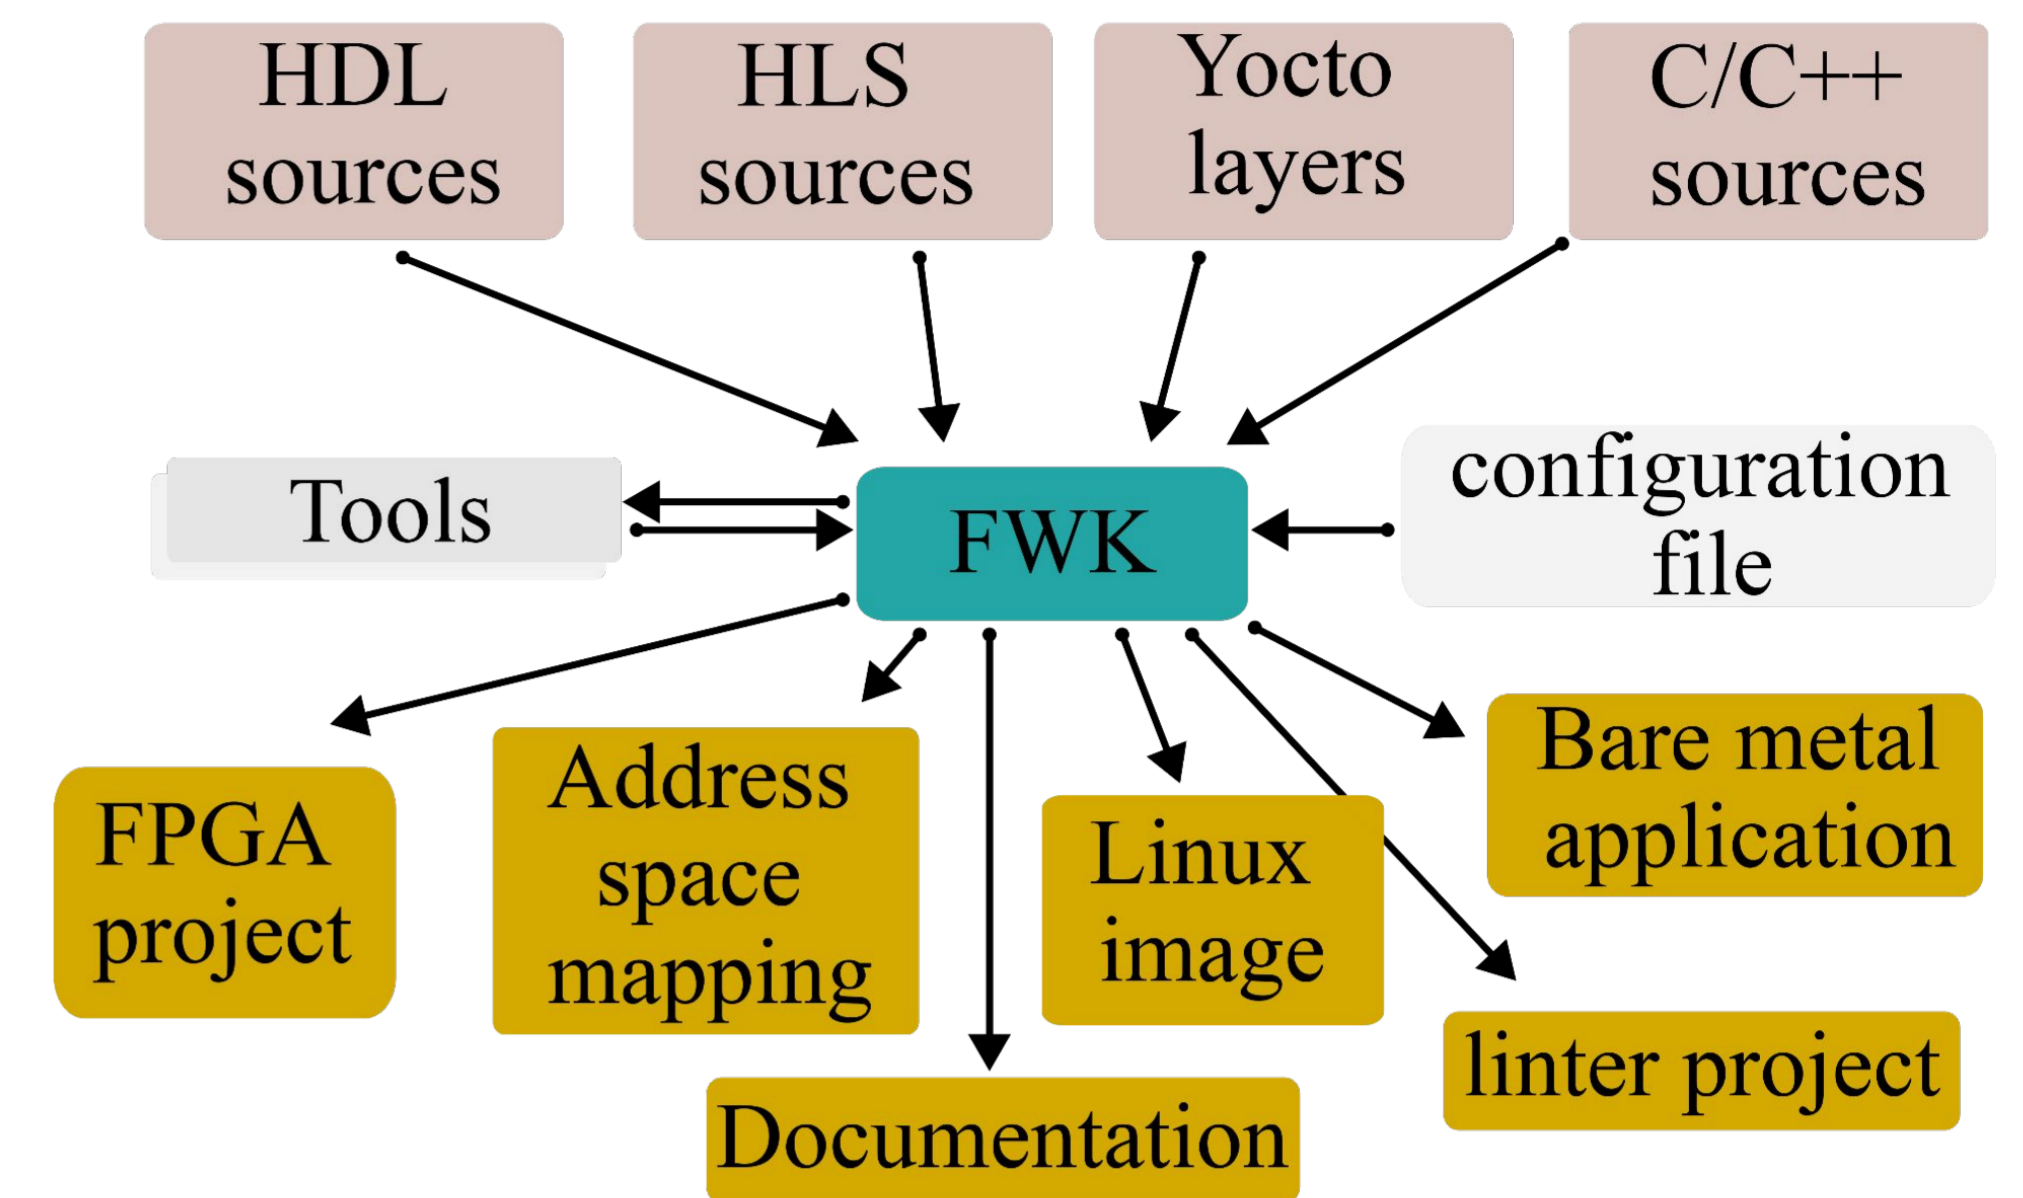 HDL
sources
HLS
sources
Yocto
layers
C/C++
sources
Tools
FWK
configuration
file
FPGA
project
Address
space
mapping
Documentation
Linux
image
linter project
Bare metal
application